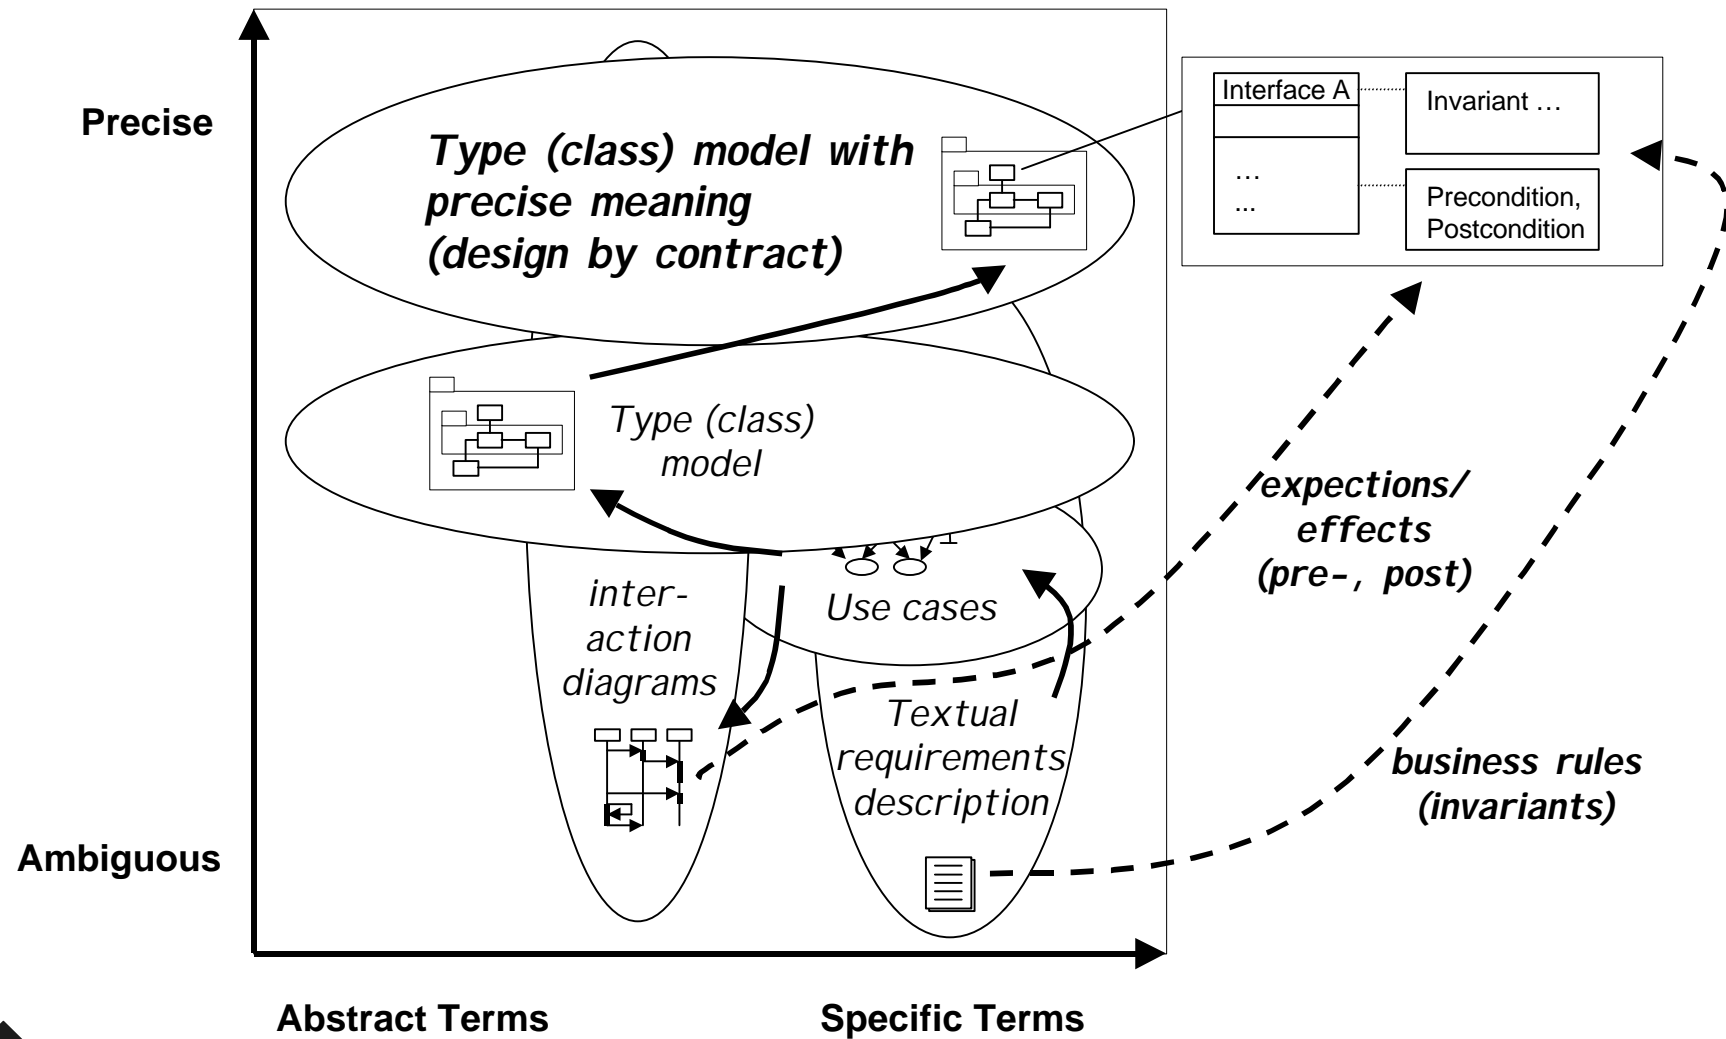 Precise
Type (class) model with
precise meaning
(design by contract)
Interface A
…
...
Invariant …
Precondition,
Postcondition
Type (class)
model
expections/
effects
(pre-, post)
inter-
action
diagrams
Use cases
Textual
requirements
description
business rules
(invariants)
Ambiguous
Abstract Terms
Specific Terms